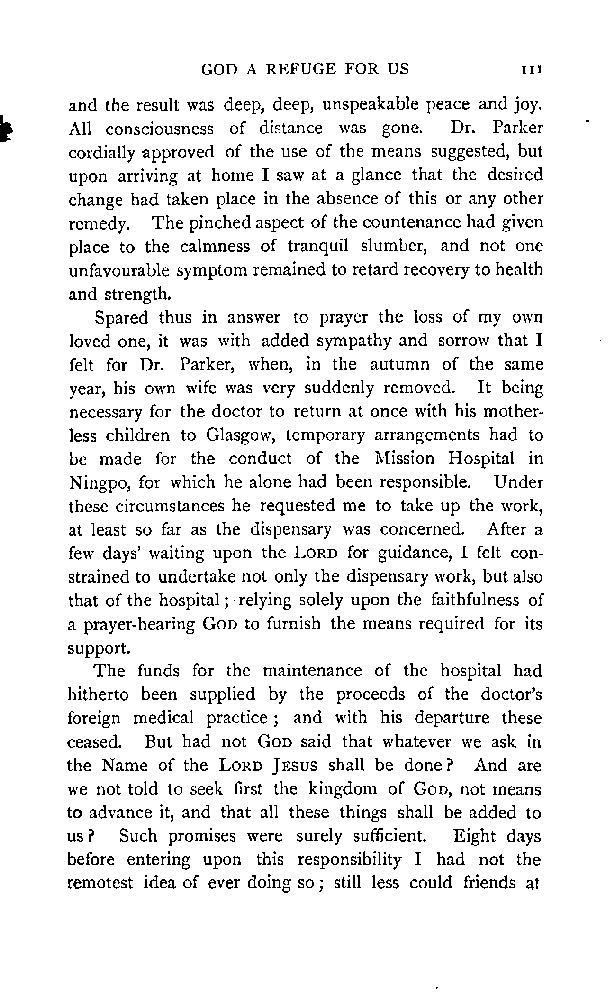 GOD A REFUGE FOR US 111
and the result was deep, deep, unspeakable peace and joy.
All consciousness of distance was gone. Dr. Parker
cordially approved of the use of the means suggested, but
upon arriving at home I saw at a glance that the desired
change had taken place in the absence of this or any other
remedy. The pinched aspect of the countenance had given
place to the calmness of tranquil slumber, and not one
unfavourable symptom remained to retard recovery to health
and strength.
Spared thus in answer to prayer the loss of my own
loved one, it was with added sympathy and sorrow that I
felt for Dr. Parker, when, in the autumn of the same
year, his own wife was very suddenly removed. It being
necessary for the doctor to return at once with his mother-
less children to Glasgow, temporary arrangements had to
be made for the conduct of the Mission Hospital in
Ningpo, for which he alone had been responsible. Under
these circumstances he requested me to take up the work,
at least so far as the dispensary was concerned. After a
few days' waiting upon the LORD for guidance, I felt con-
strained to undertake not only the dispensary work, but also
that of the hospital; relying solely upon the faithfulness of
a prayer-hearing GOD to furnish the means required for its
support.
The funds for the maintenance of the hospital had
hitherto been supplied by the proceeds of the doctor's
foreign medical practice; and with his departure these
ceased. But had not GOD said that whatever we ask in
the Name of the LORD JESUS shall be done? And are
we not told to seek first the kingdom of GOD, not means
to advance it, and that all these things shall be added to
us? Such promises were surely sufficient. Eight days
before entering upon this responsibility I had not the
remotest idea of ever doing so; still less could friends at